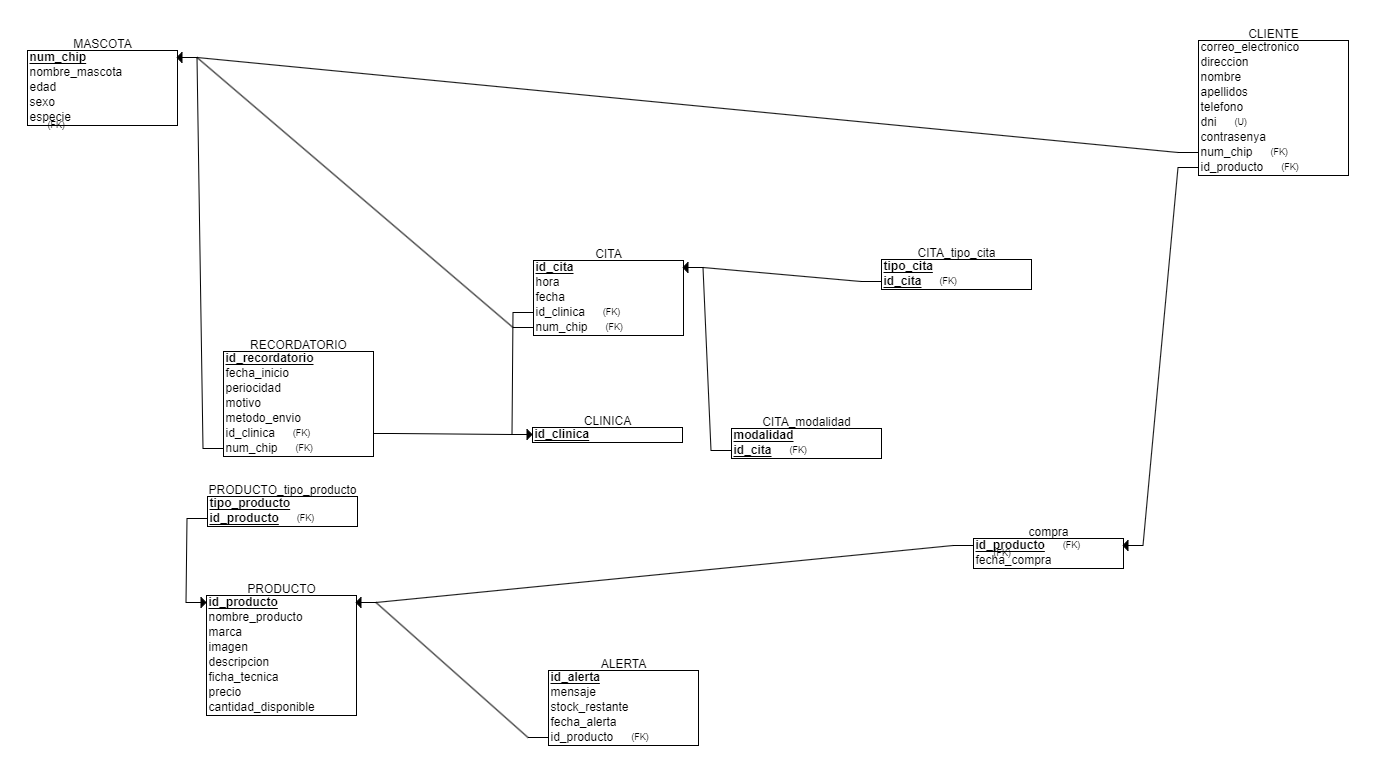 MASCOTA
num_chip
nombre_mascota
edad
sexo
especie
(FK)
CLIENTE
correo_electronico
direccion
nombre
apellidos
telefono
dni (U)
contrasenya
num_chip (FK)
id_producto (FK)
CITA
id_cita
hora
fecha
id_clinica (FK)
num_chip (FK)
CITA_tipo_cita
tipo_cita
id_cita (FK)
RECORDATORIO
id_recordatorio
fecha_inicio
periocidad
motivo
metodo_envio
id_clinica (FK)
num_chip (FK)
CLINICA
id_clinica
CITA_modalidad
modalidad
id_cita (FK)
PRODUCTO_tipo_producto
tipo_producto
id_producto (FK)
compra
id_producto (FK)
(FK)
fecha_compra
PRODUCTO
id_producto
nombre_producto
marca
imagen
descripcion
ficha_tecnica
precio
cantidad_disponible
ALERTA
id_alerta
mensaje
stock_restante
fecha_alerta
id_producto (FK)